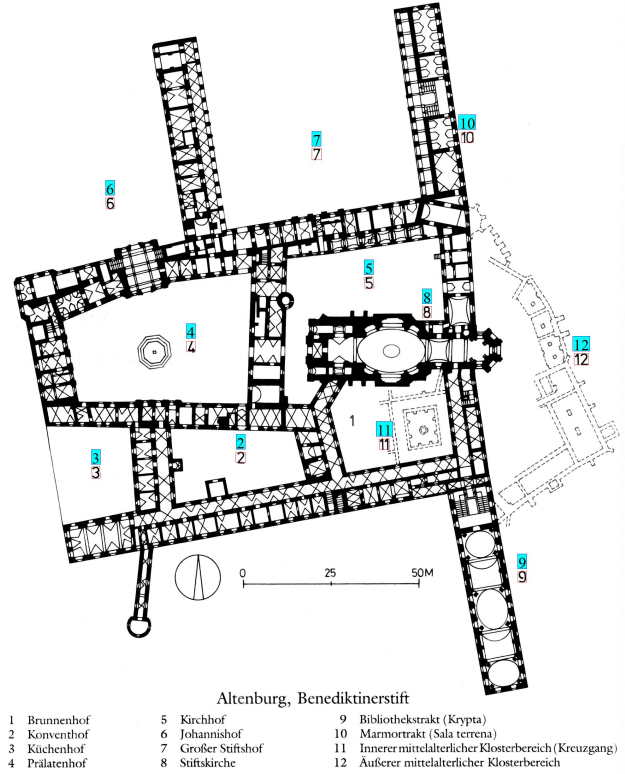 10
10
7
7
6
6
5
5
8
8
4
4
12
12
1
11
11
2
2
3
3
9
9
0 25 50M
Altenburg, Benediktinerstift
1 Brunnenhof
2 Konventhof
3 Küchenhof
4 Prälatenhof
5 Kirchhof
6 Johannishof
7 Großer Stiftshof
8 Stiftskirche
9 Bibliothekstrakt (Krypta)
10 Marmortrakt (Sala terrena)
11 Innerer mittelalterlicher Klosterbereich (Kreuzgang)
12 Äußerer mittelalterlicher Klosterbereich